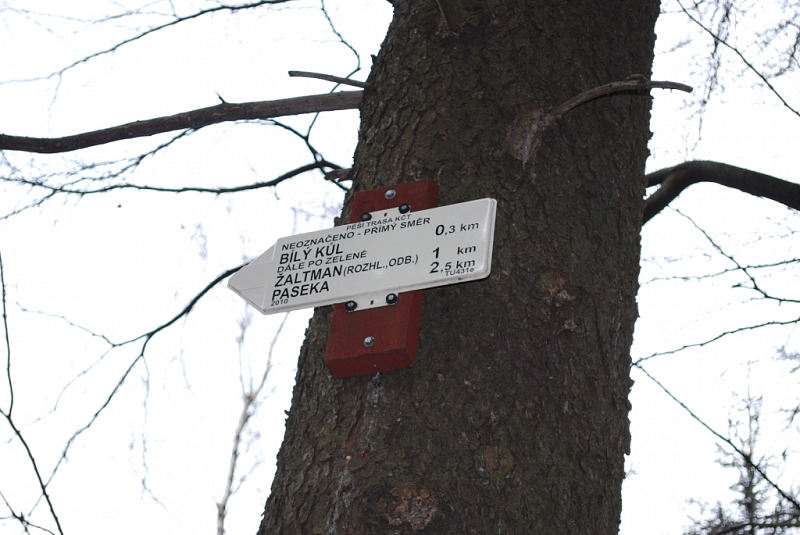 PĚŠÍ TRASA KČT
NEOZNAČENO - PŘÍMÝ SMĚR
BÍLÝ KŮL 0,3 km
DÁLE PO ZELENÉ
ŽALTMAN (ROZHL., ODB.) 1 km
PASEKA 2,5 km
2010 TU431e